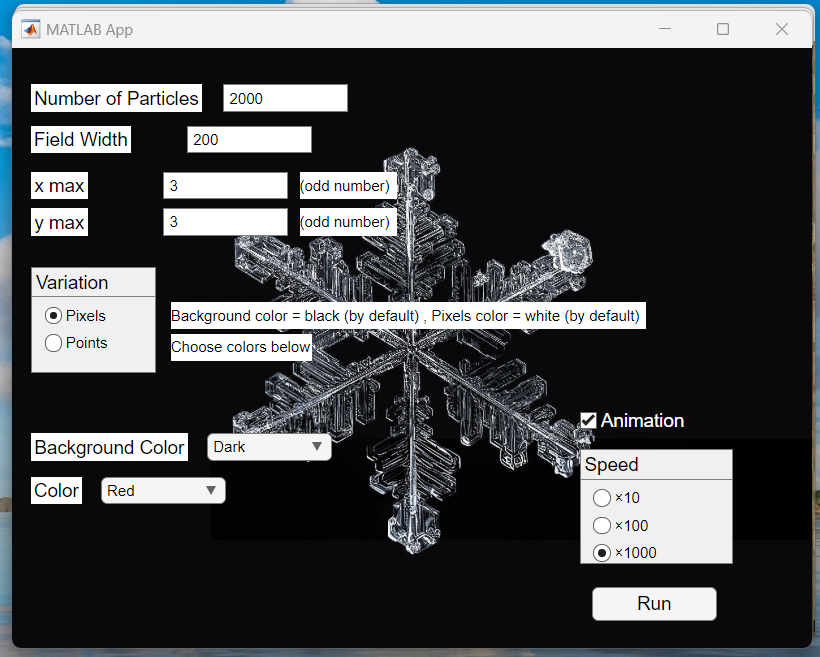 MATLAB App
Number of Particles 2000
Field Width 200
x max 3 (odd number)
y max 3 (odd number)
Variation
Pixels
Points
Background color = black (by default) , Pixels color = white (by default)
Choose colors below
Animation
Background Color Dark
Speed
Color Red
×10
×100
×1000
Run